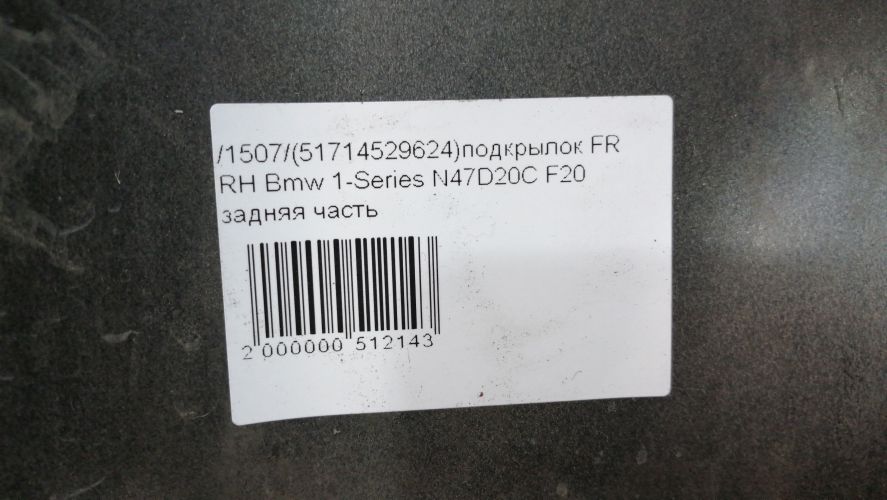 /1507/(51714529624)подкрылок FR
RH Bmw 1-Series N47D20C F20
задняя часть
2 000000 512143